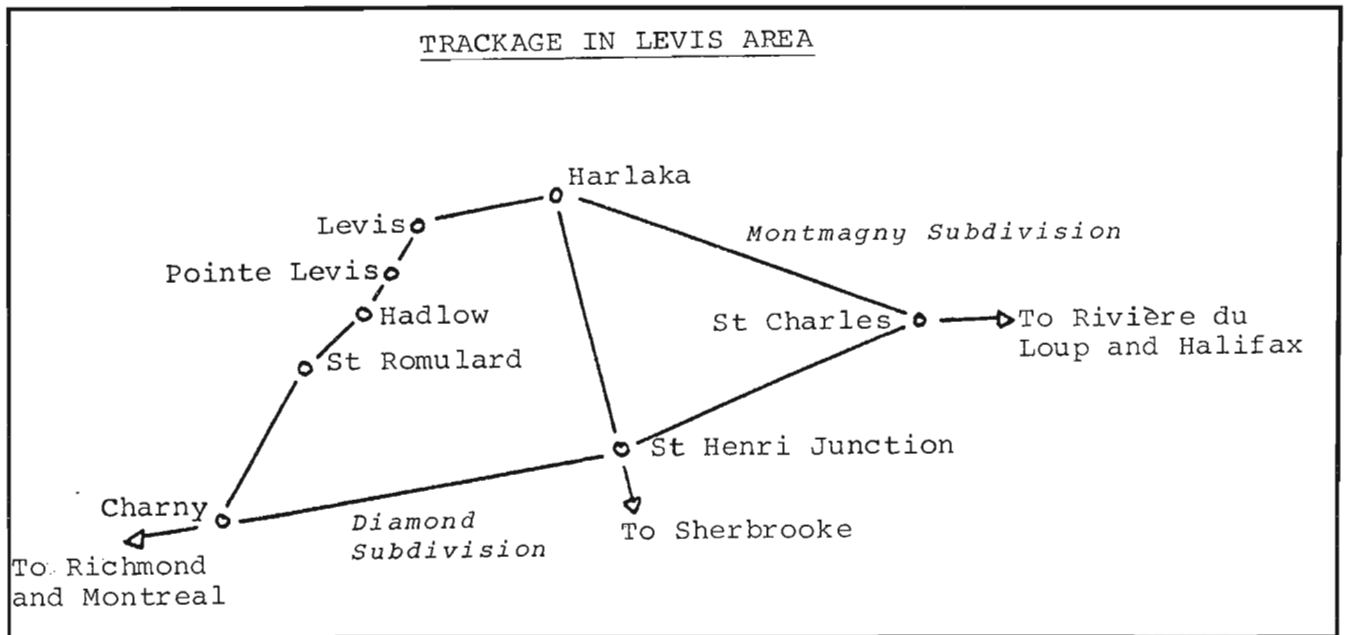 TRACKAGE IN LEVIS AREA
Harlaka
Levis
Montmagny Subdivision
Pointe Levis
Hadlow
St Charles
To Rivière du
Loup and Halifax
St Romulard
St Henri Junction
Charny
Diamond
Subdivision
To Sherbrooke
To Richmond
and Montreal